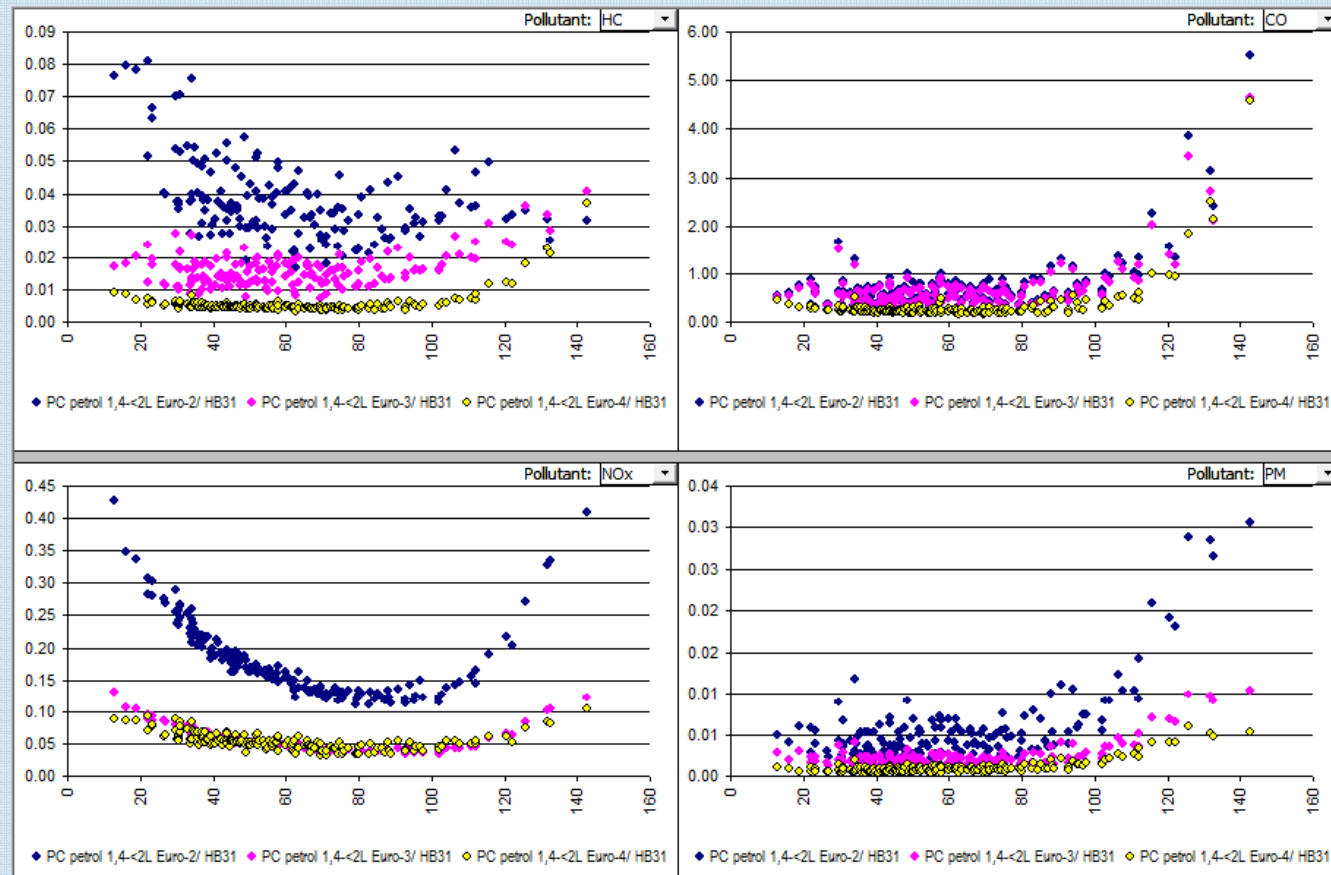 Pollutant: HC
0.09
0.08
0.07
0.06
0.05
0.04
0.03
0.02
0.01
0.00
0 20 40 60 80 100 120 140 160
PC petrol 1,4-<2L Euro-2/ HB31 PC petrol 1,4-<2L Euro-3/ HB31 PC petrol 1,4-<2L Euro-4/ HB31
Pollutant: CO
6.00
5.00
4.00
3.00
2.00
1.00
0.00
0 20 40 60 80 100 120 140 160
PC petrol 1,4-<2L Euro-2/ HB31 PC petrol 1,4-<2L Euro-3/ HB31 PC petrol 1,4-<2L Euro-4/ HB31
Pollutant: NOx
0.45
0.40
0.35
0.30
0.25
0.20
0.15
0.10
0.05
0.00
0 20 40 60 80 100 120 140 160
PC petrol 1,4-<2L Euro-2/ HB31 PC petrol 1,4-<2L Euro-3/ HB31 PC petrol 1,4-<2L Euro-4/ HB31
Pollutant: PM
0.04
0.03
0.03
0.02
0.02
0.01
0.01
0.00
0 20 40 60 80 100 120 140 160
PC petrol 1,4-<2L Euro-2/ HB31 PC petrol 1,4-<2L Euro-3/ HB31 PC petrol 1,4-<2L Euro-4/ HB31